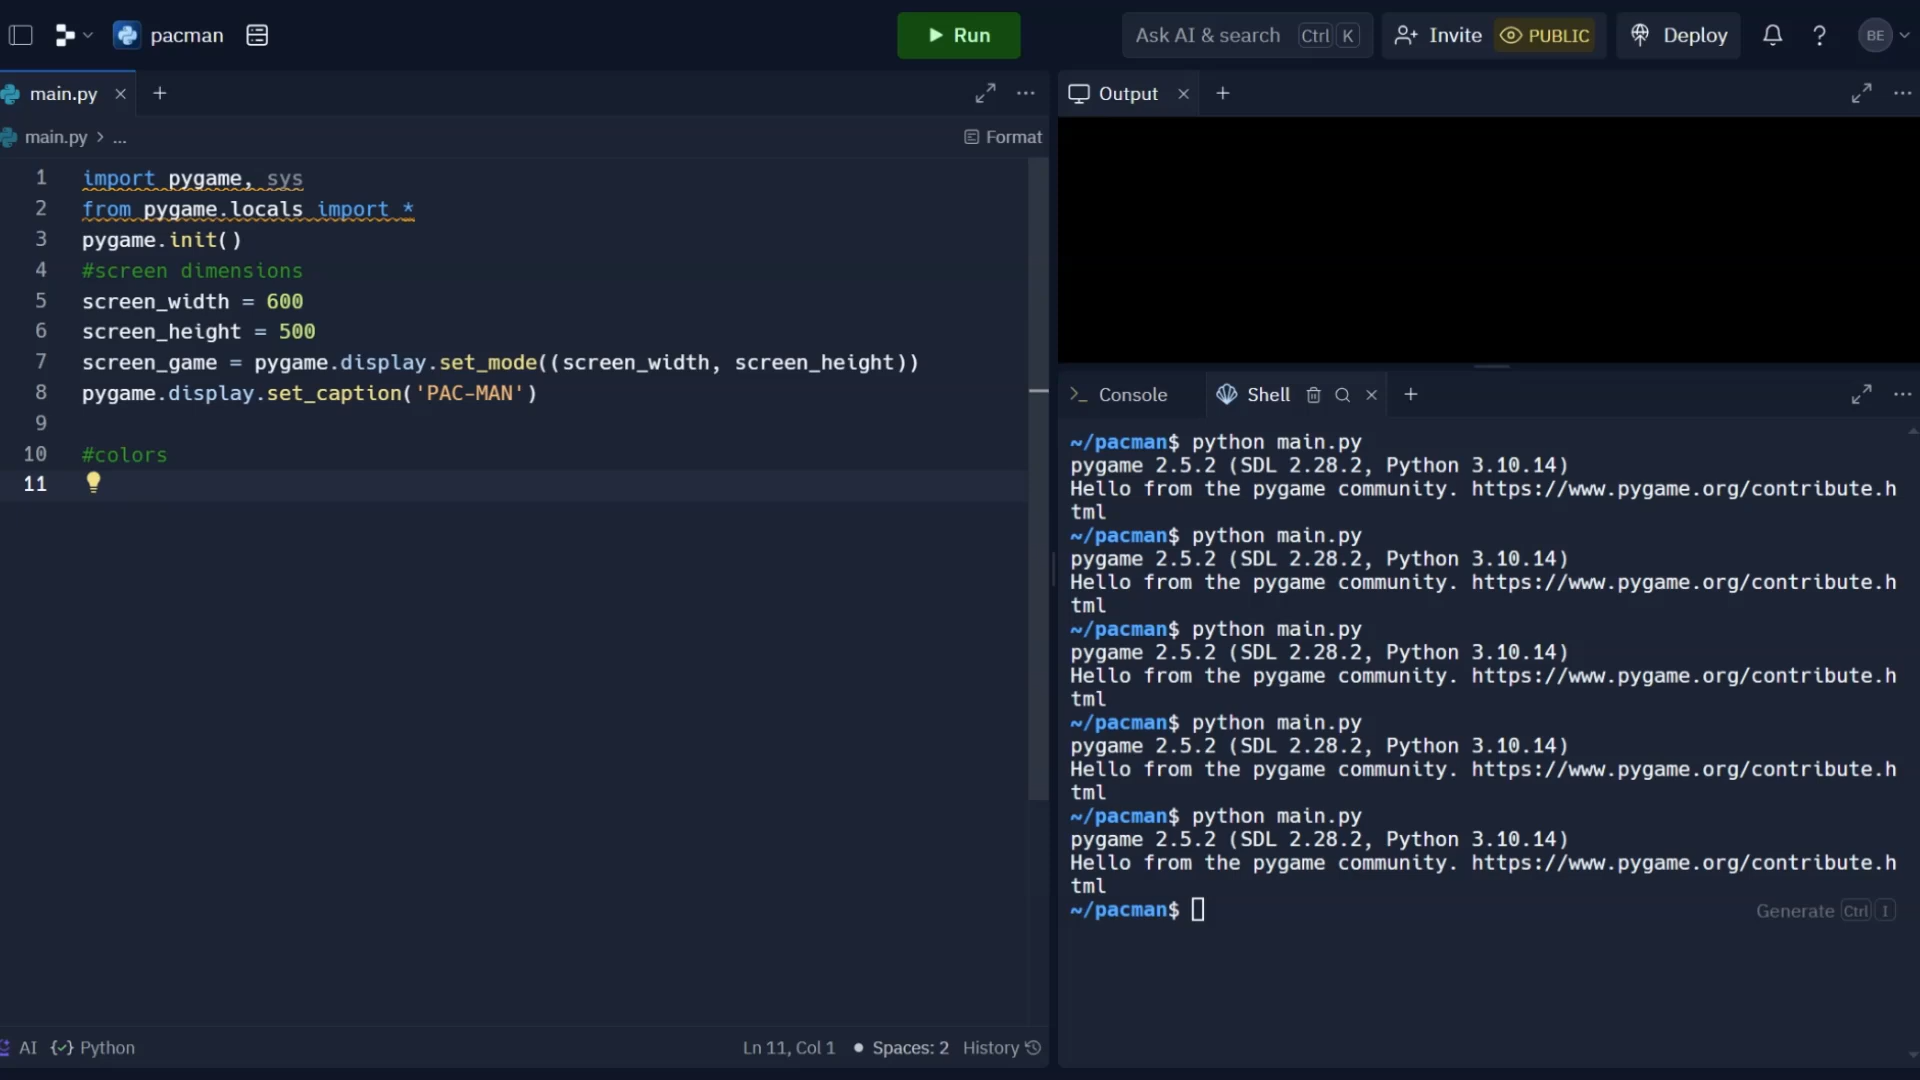 pacman
Run
Ask AI & search Ctrl K
Invite PUBLIC
Deploy
?
BE
main.py × +
...
Output × +
...
main.py > ...
Format
1 import pygame, sys
2 from pygame.locals import *
3 pygame.init()
4 #screen dimensions
5 screen_width = 600
6 screen_height = 500
7 screen_game = pygame.display.set_mode((screen_width, screen_height))
8 pygame.display.set_caption('PAC-MAN')
9
10 #colors
11
>_ Console
Shell × +
...
~/pacman$ python main.py
pygame 2.5.2 (SDL 2.28.2, Python 3.10.14)
Hello from the pygame community. https://www.pygame.org/contribute.h
tml
~/pacman$ python main.py
pygame 2.5.2 (SDL 2.28.2, Python 3.10.14)
Hello from the pygame community. https://www.pygame.org/contribute.h
tml
~/pacman$ python main.py
pygame 2.5.2 (SDL 2.28.2, Python 3.10.14)
Hello from the pygame community. https://www.pygame.org/contribute.h
tml
~/pacman$ python main.py
pygame 2.5.2 (SDL 2.28.2, Python 3.10.14)
Hello from the pygame community. https://www.pygame.org/contribute.h
tml
~/pacman$ python main.py
pygame 2.5.2 (SDL 2.28.2, Python 3.10.14)
Hello from the pygame community. https://www.pygame.org/contribute.h
tml
~/pacman$
Generate Ctrl I
AI Python
Ln 11, Col 1 ● Spaces: 2 History